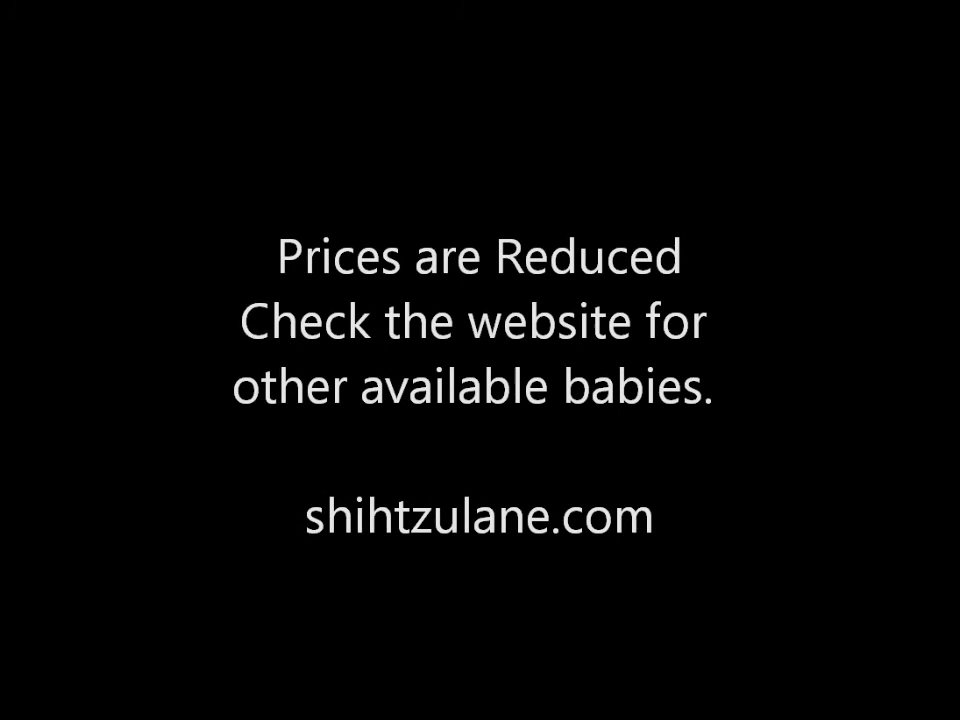 Prices are Reduced
Check the website for
other available babies.
shihtzulane.com